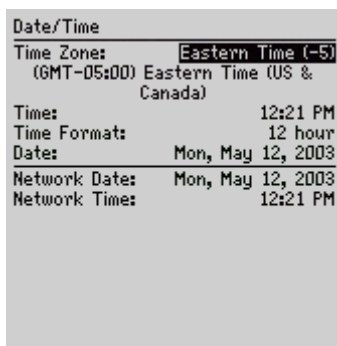 Date/Time
Time Zone: Eastern Time (-5)
(GMT-05:00) Eastern Time (US &
Canada)
Time: 12:21 PM
Time Format: 12 hour
Date: Mon, May 12, 2003
Network Date: Mon, May 12, 2003
Network Time: 12:21 PM